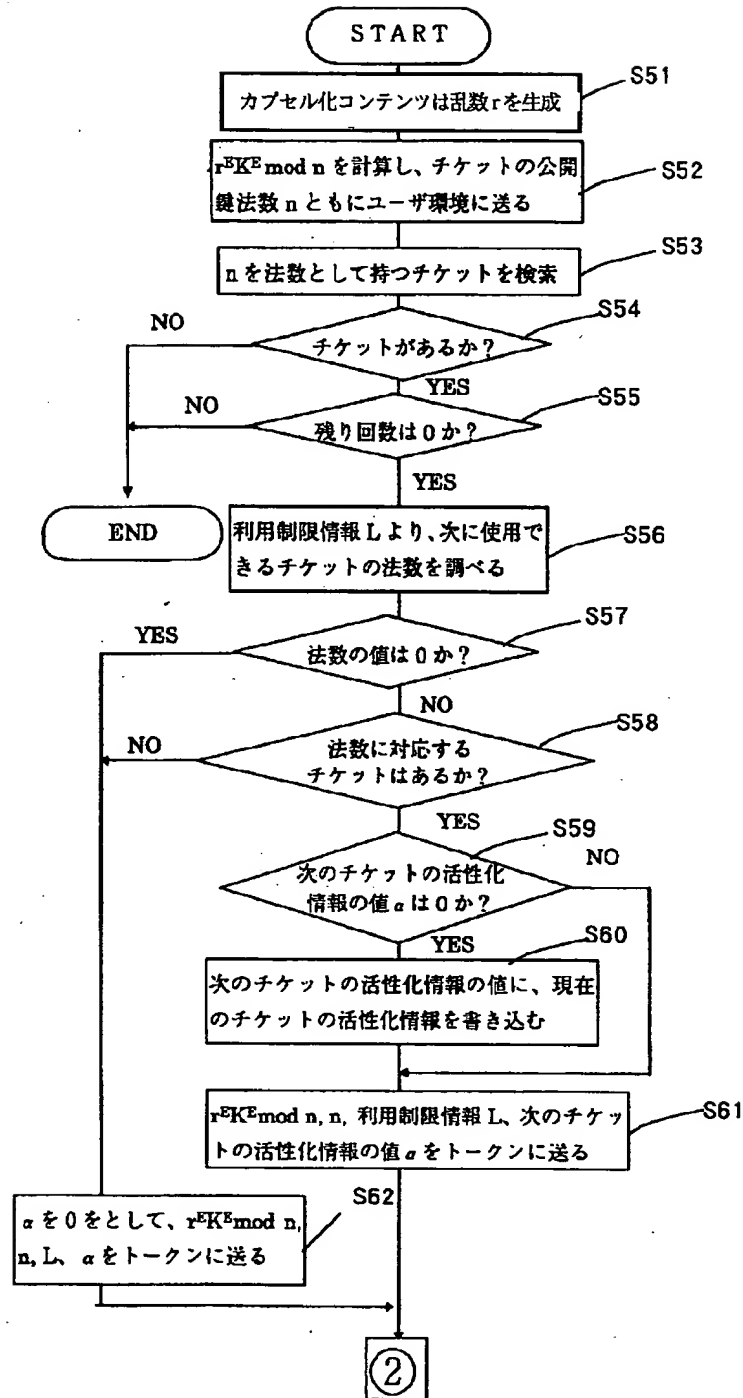 START
カプセル化コンテンツは乱数rを生成
S51
rᴱKᴱ mod n を計算し、チケットの公開
鍵法数 n ともにユーザ環境に送る
S52
n を法数として持つチケットを検索
S53
チケットがあるか?
S54
NO
YES
残り回数は0か?
S55
NO
YES
END
利用制限情報 L より、次に使用で
きるチケットの法数を調べる
S56
法数の値は0か?
S57
YES
NO
法数に対応する
チケットはあるか?
S58
NO
YES
次のチケットの活性化
情報の値αは0か?
S59
NO
YES
次のチケットの活性化情報の値に、現在
のチケットの活性化情報を書き込む
S60
rᴱKᴱmod n, n, 利用制限情報 L、次のチケッ
トの活性化情報の値αをトークンに送る
S61
αを0をとして、rᴱKᴱmod n,
n, L、αをトークンに送る
S62
②